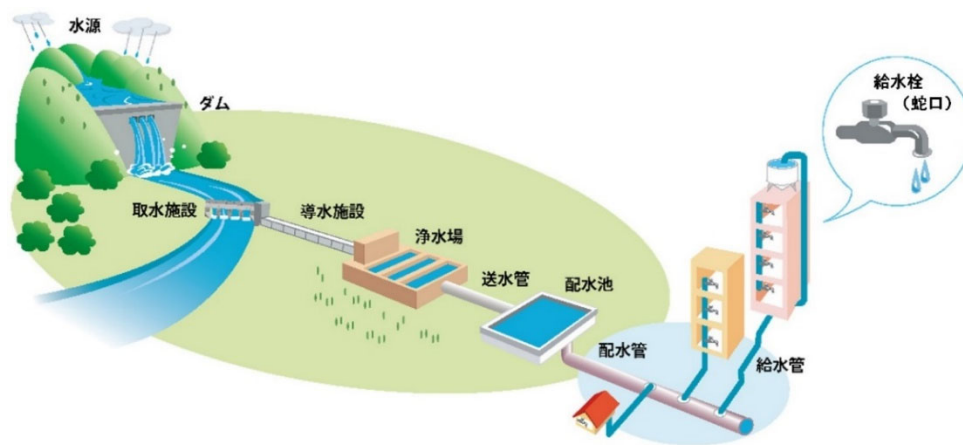 水源
ダム
取水施設
導水施設
浄水場
送水管
配水池
配水管
給水管
給水栓
（蛇口）